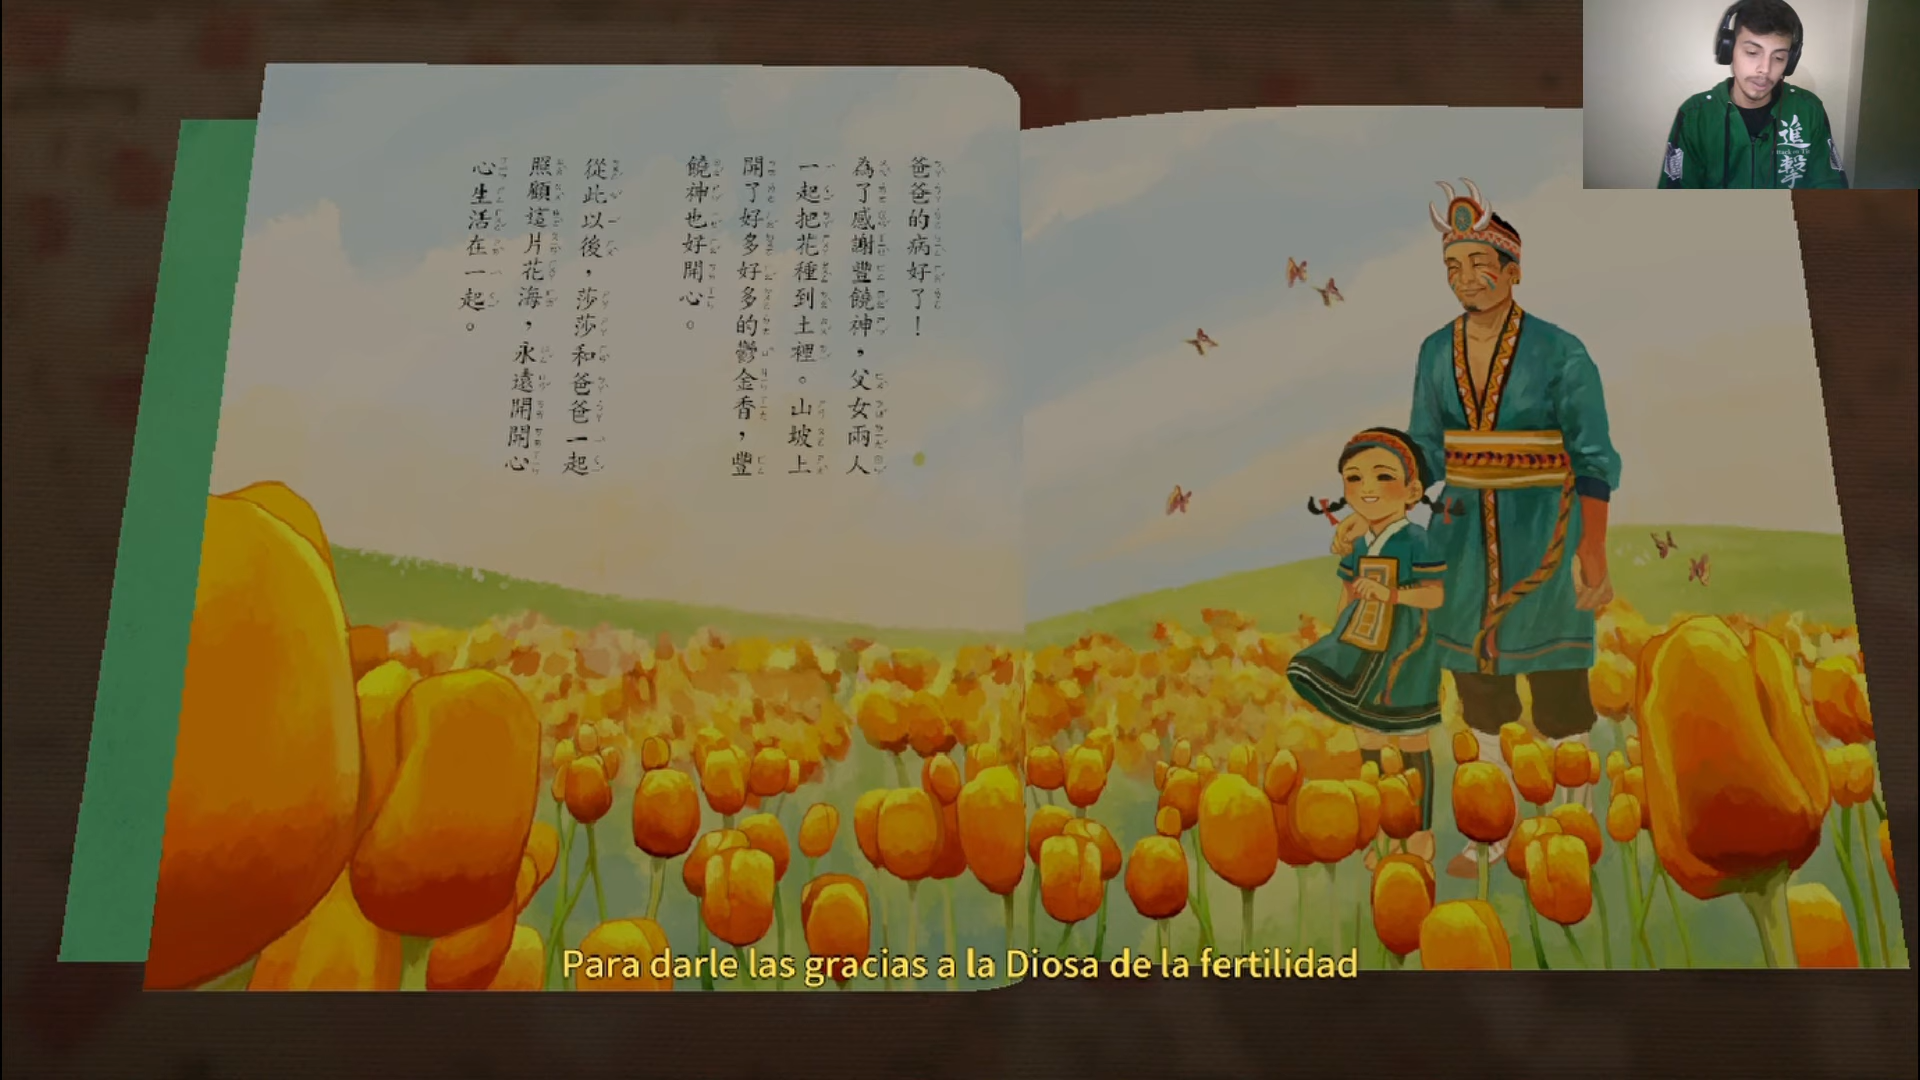 爸爸的病好了！
為了感謝豐饒神，父女兩人
一起把花種到土裡。山坡上
開了好多好多的鬱金香，豐
饒神也好開心。
從此以後，莎莎和爸爸一起
照顧這片花海，永遠開開心
心生活在一起。
Para darle las gracias a la Diosa de la fertilidad
進
擊